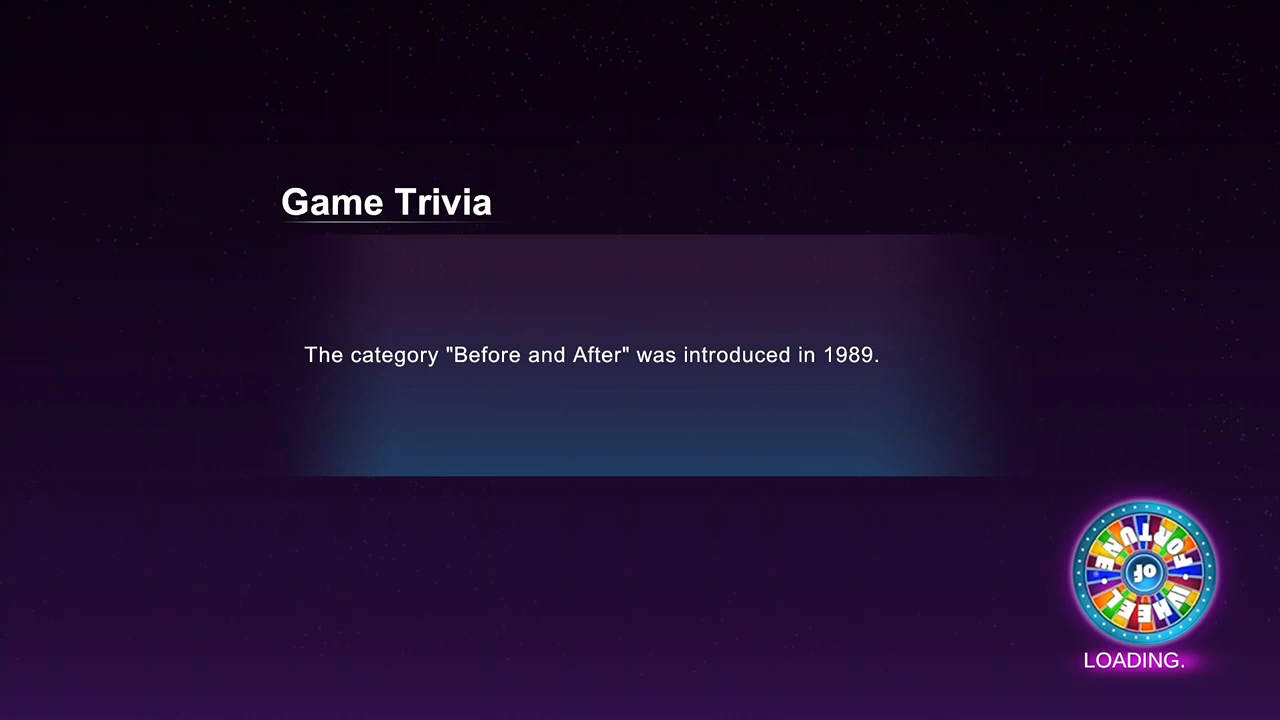 Game Trivia
The category "Before and After" was introduced in 1989.
WHEEL
OF
FORTUNE
LOADING.